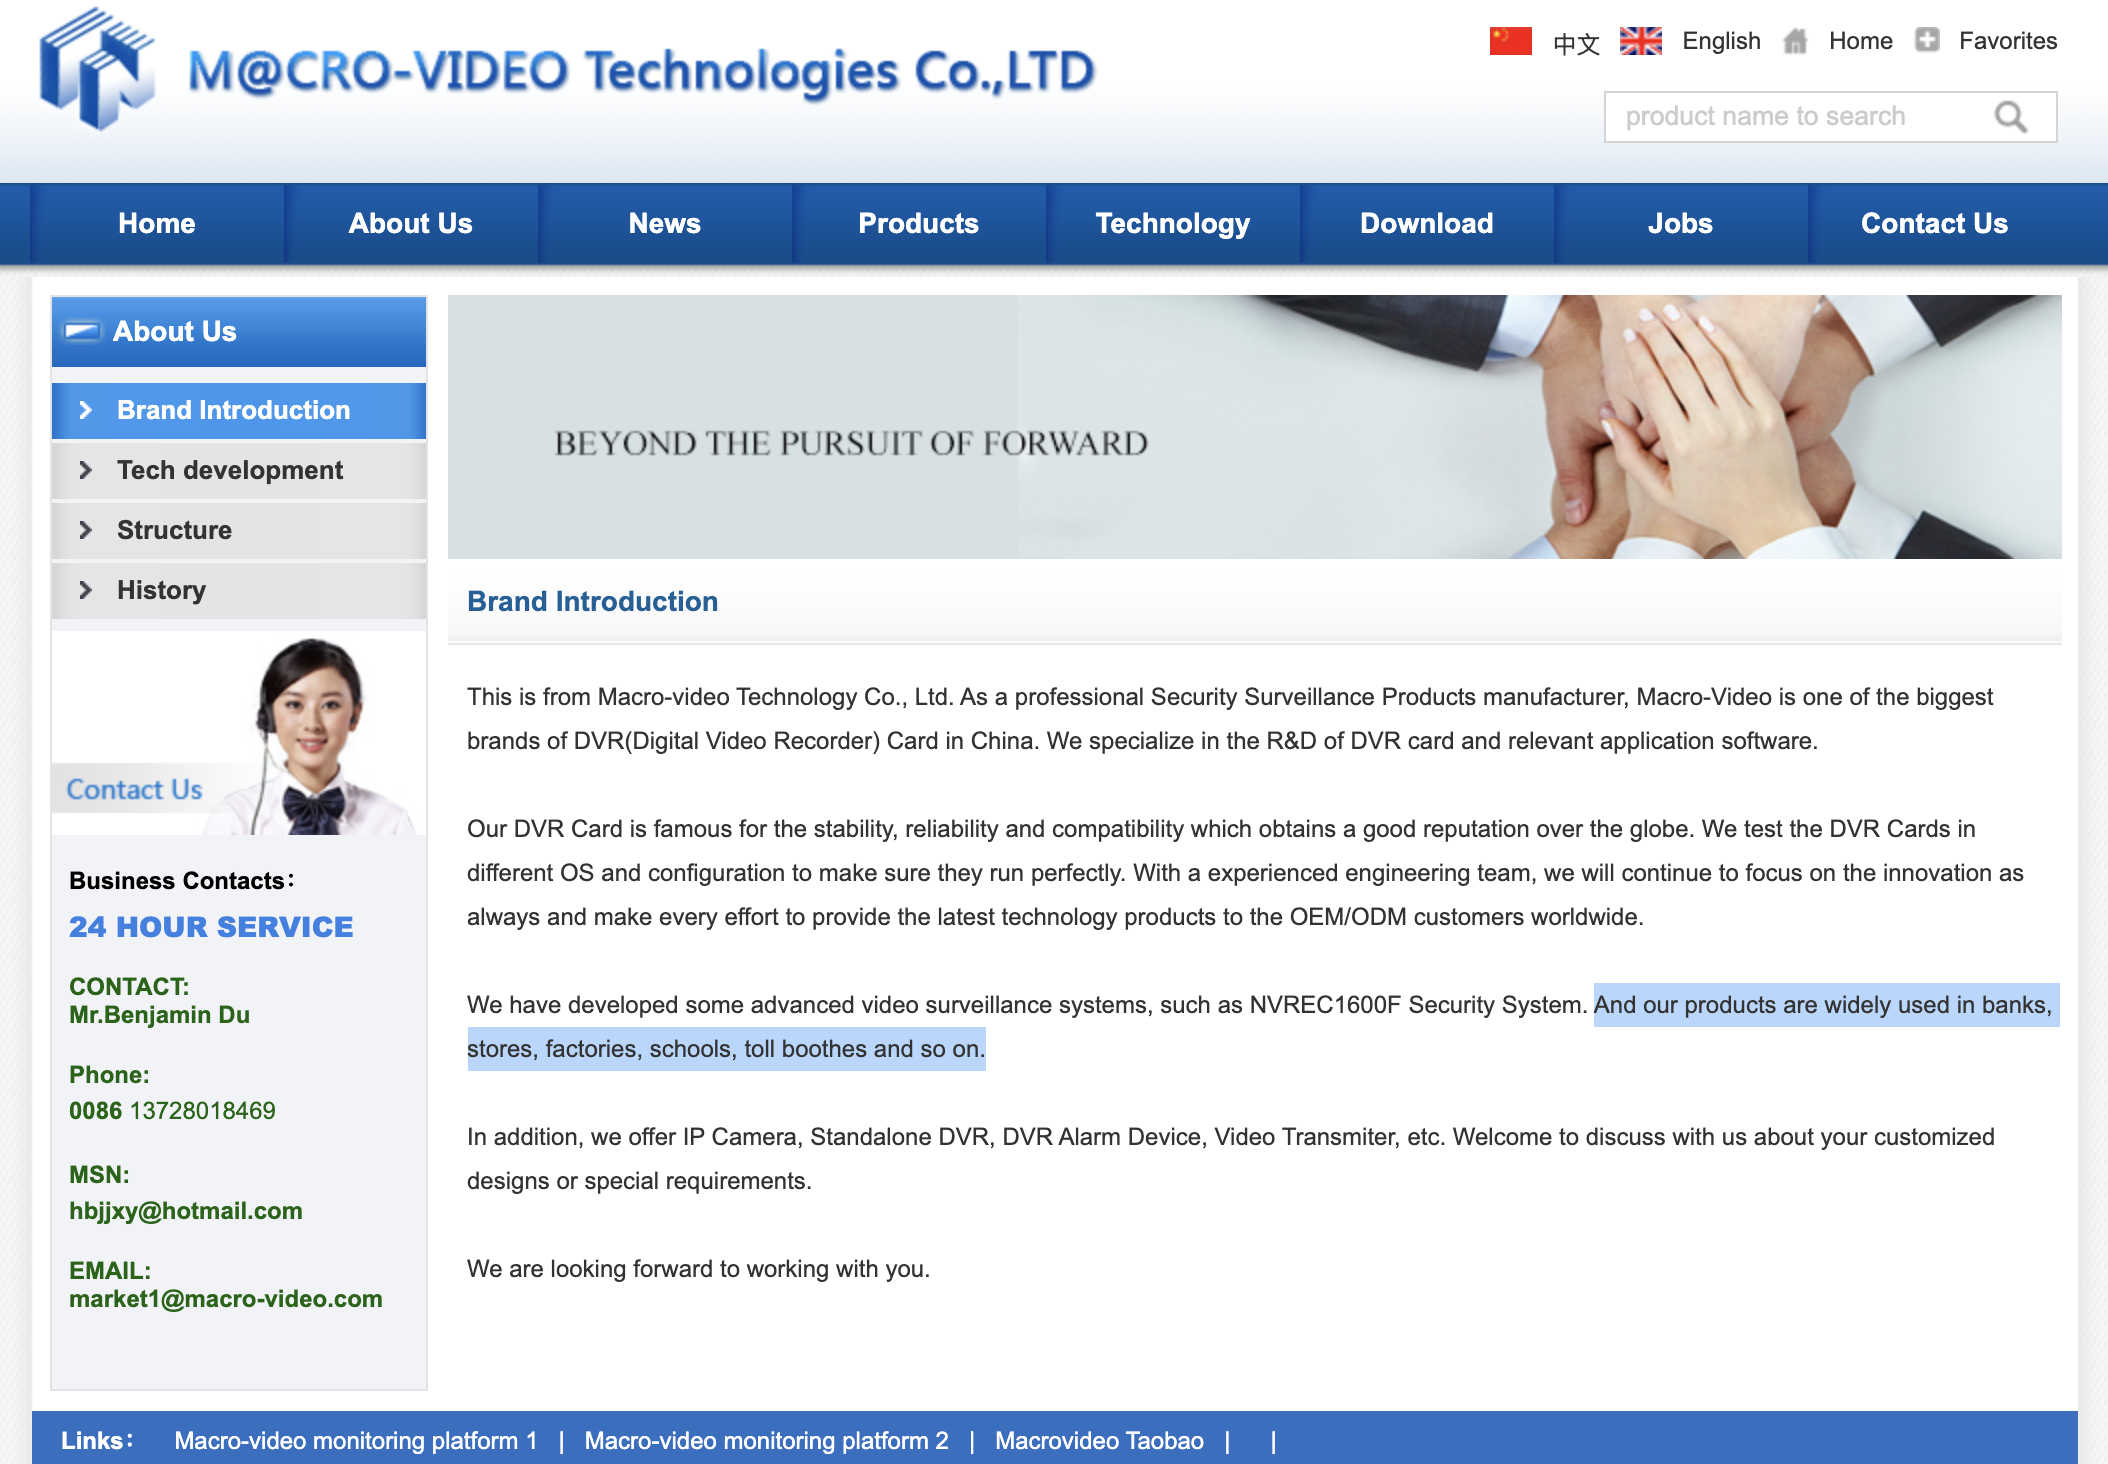 M@CRO-VIDEO Technologies Co.,LTD
中文 English Home Favorites
product name to search
Home About Us News Products Technology Download Jobs Contact Us
About Us
Brand Introduction
Tech development
Structure
History
Contact Us
Business Contacts：
24 HOUR SERVICE
CONTACT:
Mr.Benjamin Du
Phone:
0086 13728018469
MSN:
hbjjxy@hotmail.com
EMAIL:
market1@macro-video.com
BEYOND THE PURSUIT OF FORWARD
Brand Introduction
This is from Macro-video Technology Co., Ltd. As a professional Security Surveillance Products manufacturer, Macro-Video is one of the biggest
brands of DVR(Digital Video Recorder) Card in China. We specialize in the R&D of DVR card and relevant application software.
Our DVR Card is famous for the stability, reliability and compatibility which obtains a good reputation over the globe. We test the DVR Cards in
different OS and configuration to make sure they run perfectly. With a experienced engineering team, we will continue to focus on the innovation as
always and make every effort to provide the latest technology products to the OEM/ODM customers worldwide.
We have developed some advanced video surveillance systems, such as NVREC1600F Security System. And our products are widely used in banks,
stores, factories, schools, toll boothes and so on.
In addition, we offer IP Camera, Standalone DVR, DVR Alarm Device, Video Transmiter, etc. Welcome to discuss with us about your customized
designs or special requirements.
We are looking forward to working with you.
Links： Macro-video monitoring platform 1 | Macro-video monitoring platform 2 | Macrovideo Taobao | |